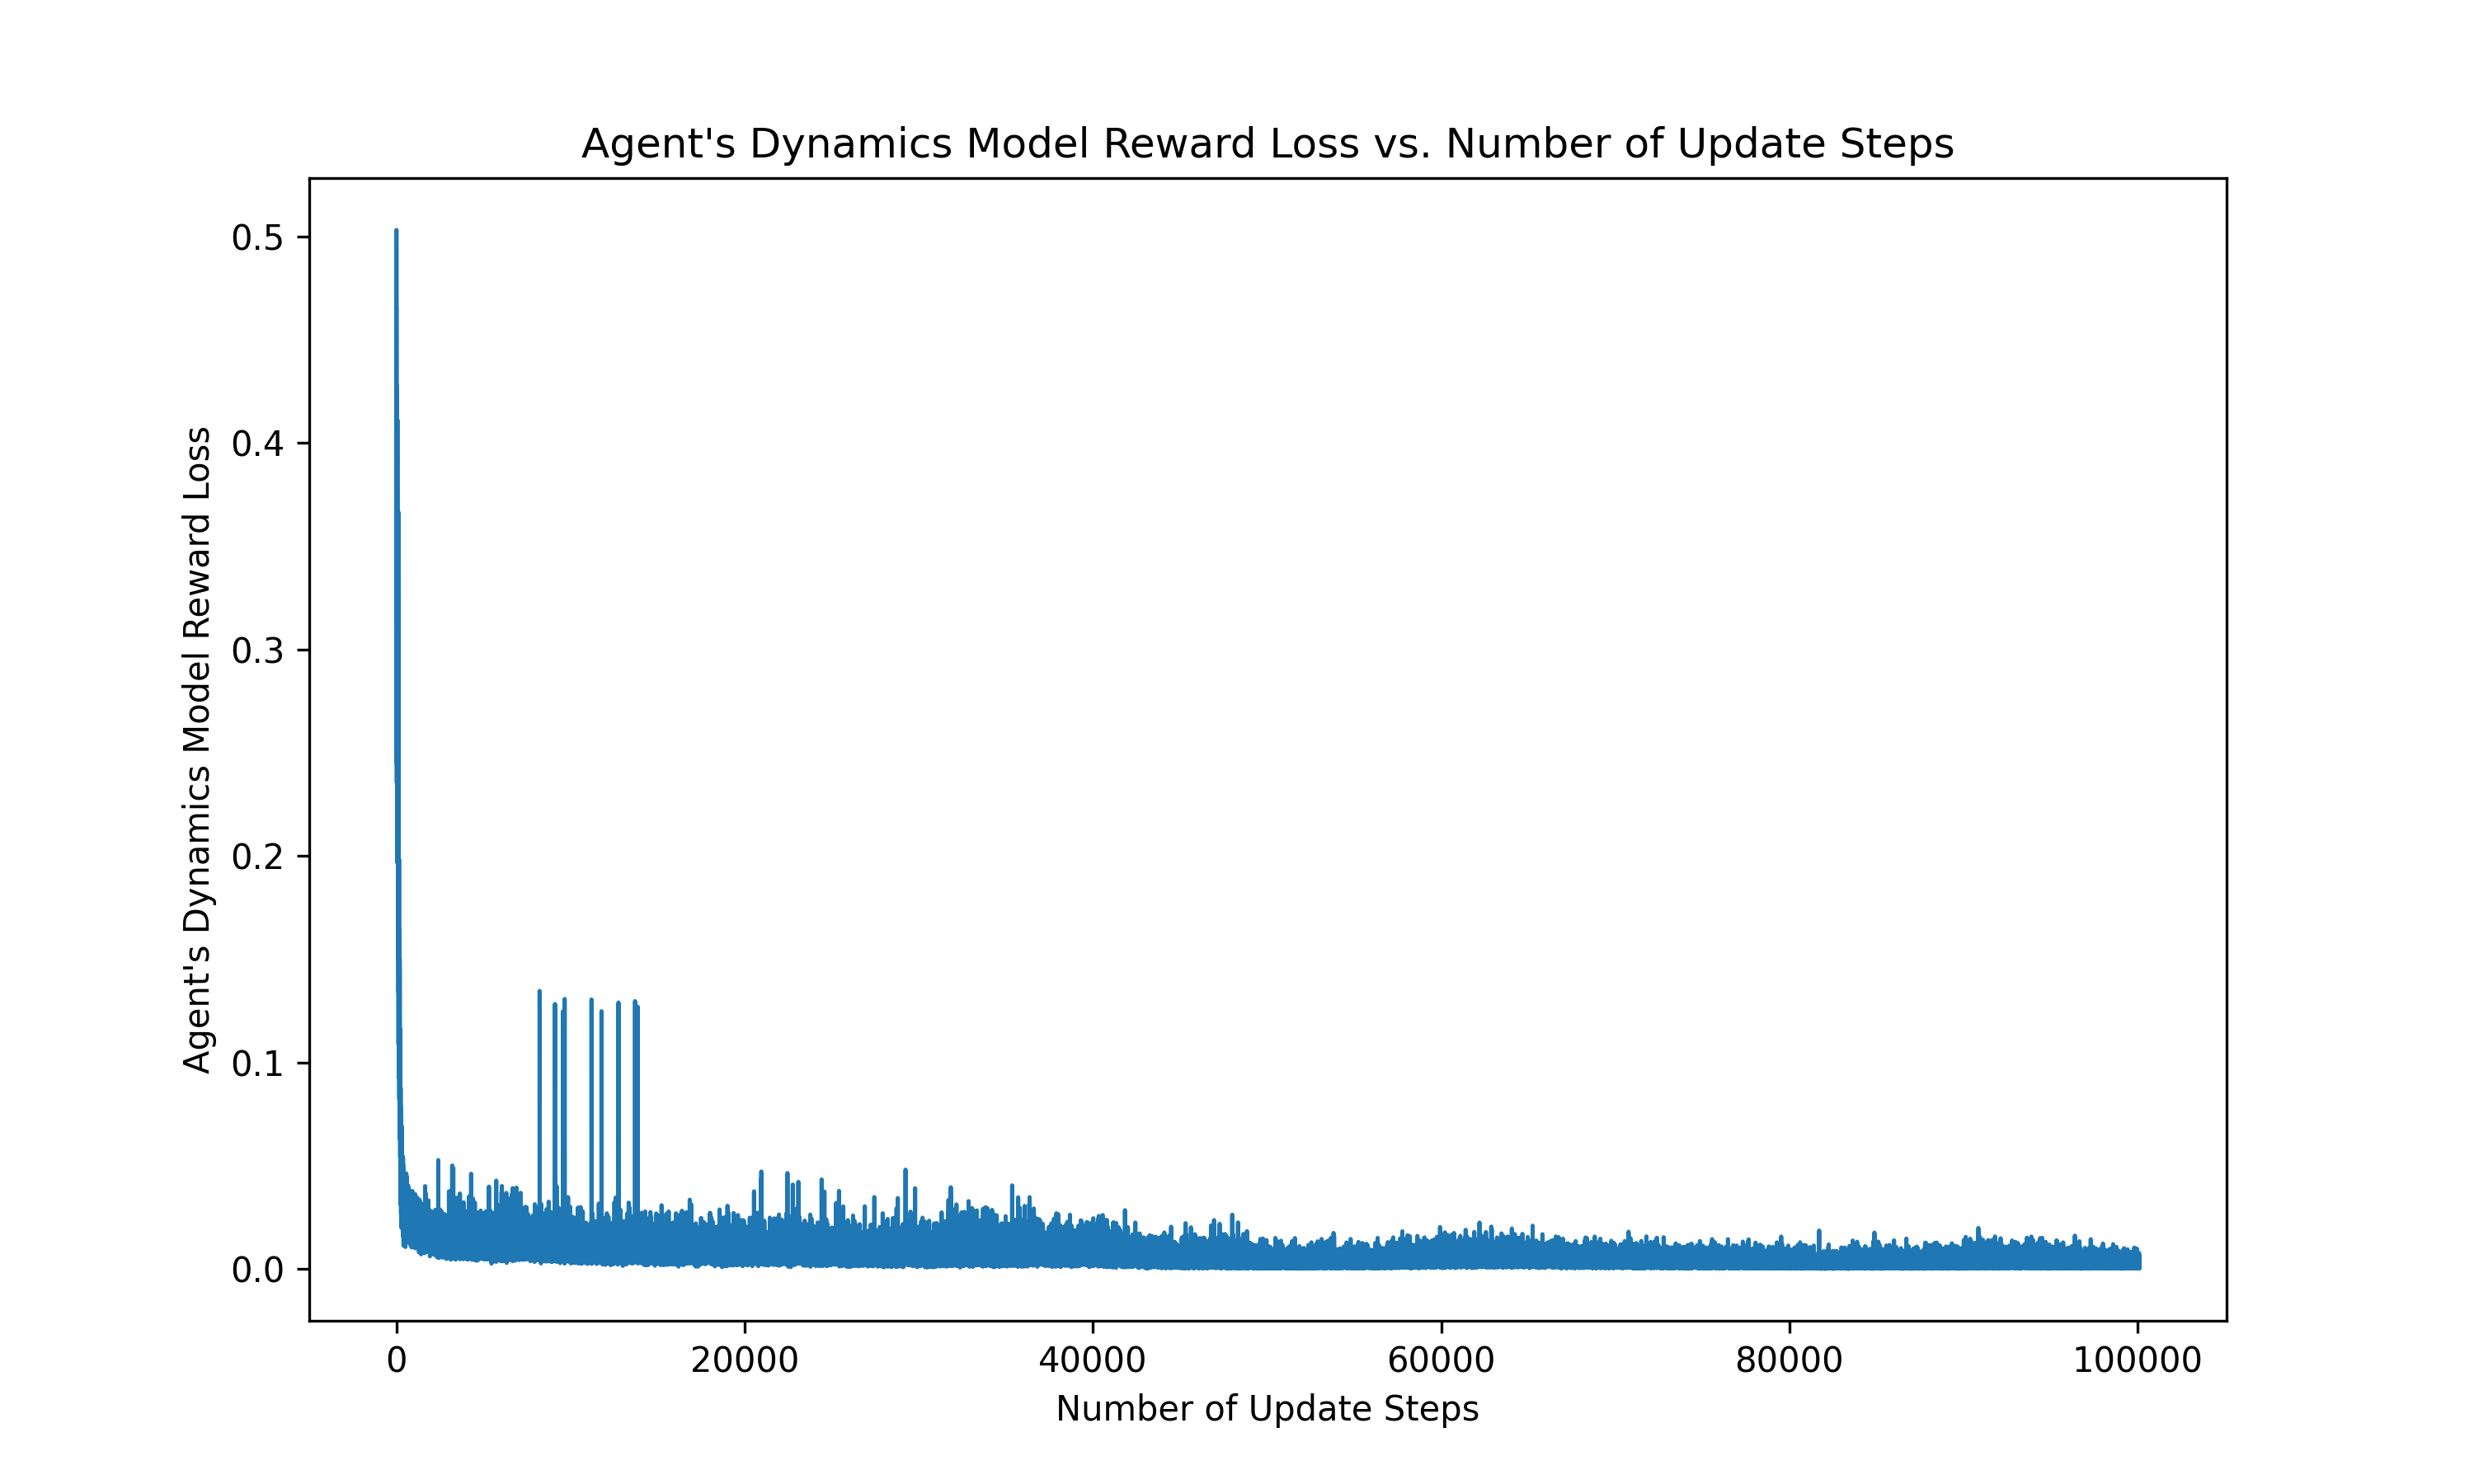 Agent's Dynamics Model Reward Loss vs. Number of Update Steps
Agent's Dynamics Model Reward Loss
0.5
0.4
0.3
0.2
0.1
0.0
0 20000 40000 60000 80000 100000
Number of Update Steps